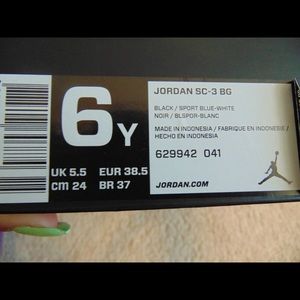 6Y
UK 5.5 EUR 38.5
CM 24 BR 37
JORDAN SC-3 BG
BLACK / SPORT BLUE-WHITE
NOIR / BLSPOR-BLANC
MADE IN INDONESIA / FABRIQUE EN INDONESIE /
HECHO EN INDONESIA
629942 041
JORDAN.COM